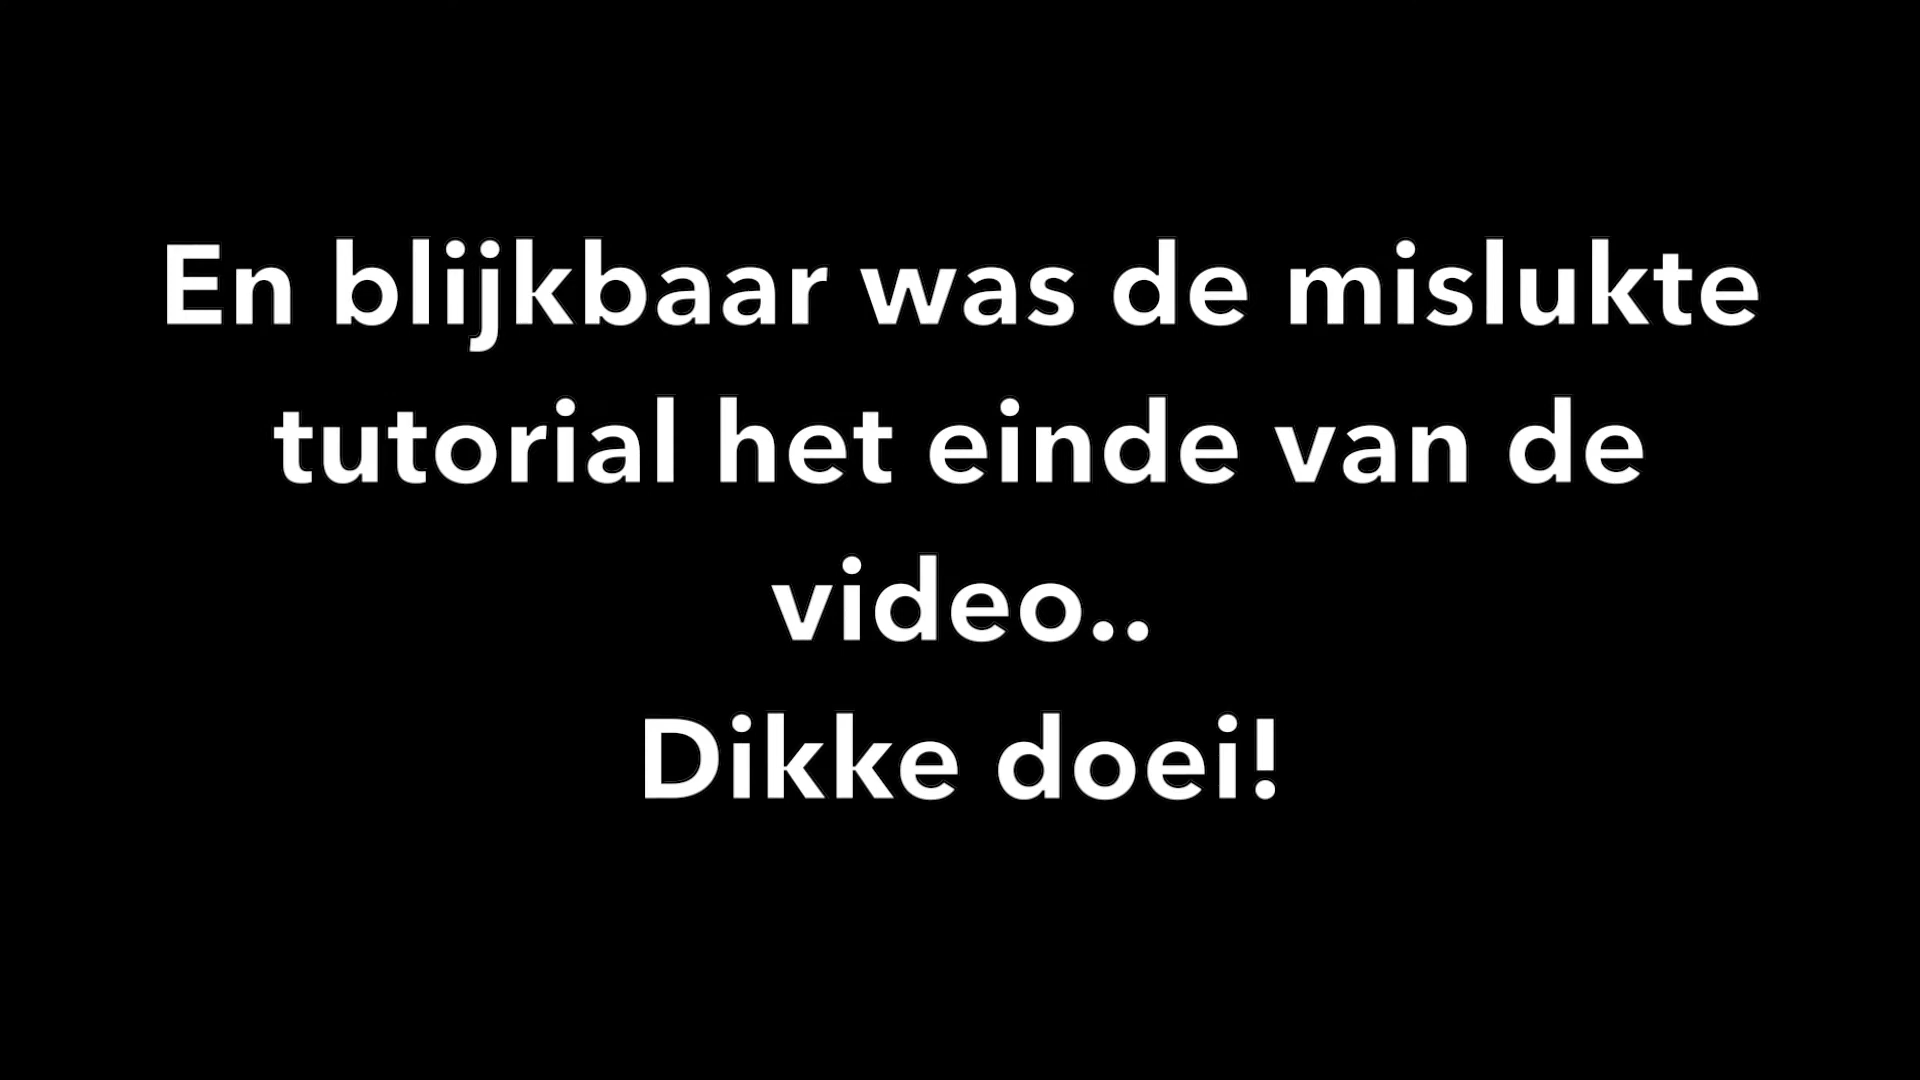 En blijkbaar was de mislukte
tutorial het einde van de
video..
Dikke doei!